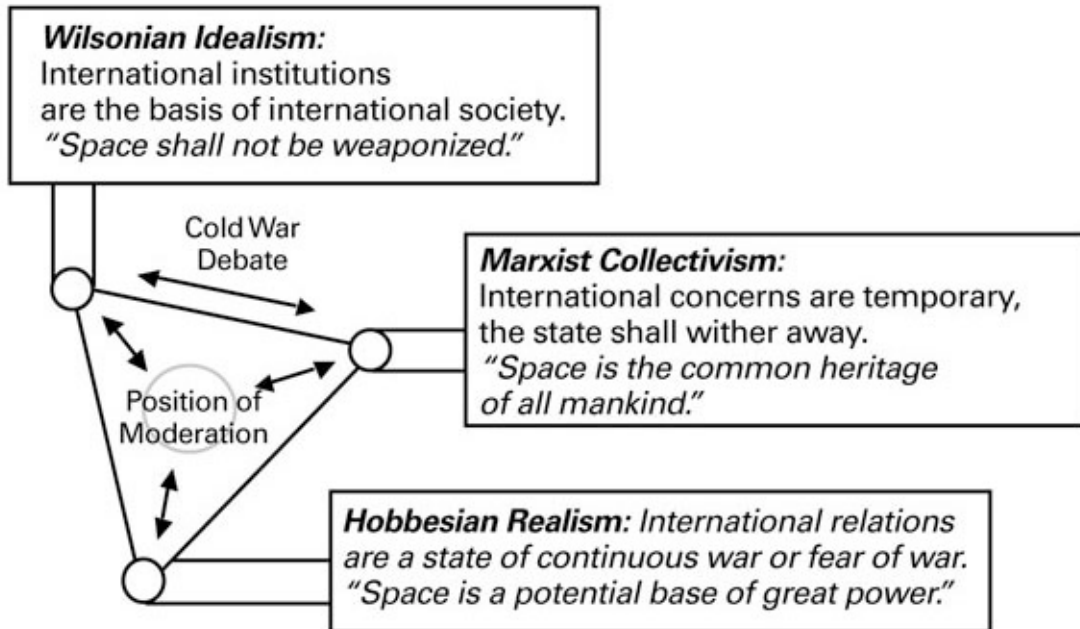 Wilsonian Idealism:
International institutions
are the basis of international society.
“Space shall not be weaponized.”
Cold War
Debate
Marxist Collectivism:
International concerns are temporary,
the state shall wither away.
“Space is the common heritage
of all mankind.”
Position of
Moderation
Hobbesian Realism: International relations
are a state of continuous war or fear of war.
“Space is a potential base of great power.”